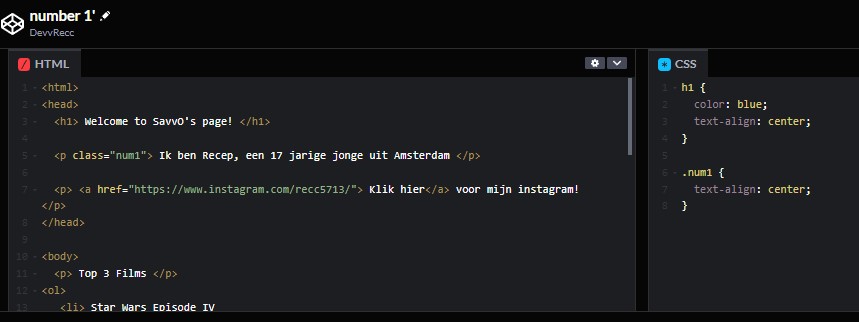 number 1'
DevvRecc
HTML
1 <html>
2 <head>
3 <h1> Welcome to SavvO's page! </h1>
4
5 <p class="num1"> Ik ben Recep, een 17 jarige jonge uit Amsterdam </p>
6
7 <p> <a href="https://www.instagram.com/recc5713/"> Klik hier</a> voor mijn instagram!
</p>
8 </head>
9
10 <body>
11 <p> Top 3 Films </p>
12 <ol>
13 <li> Star Wars Episode IV
CSS
1 h1 {
2 color: blue;
3 text-align: center;
4 }
5
6 .num1 {
7 text-align: center;
8 }